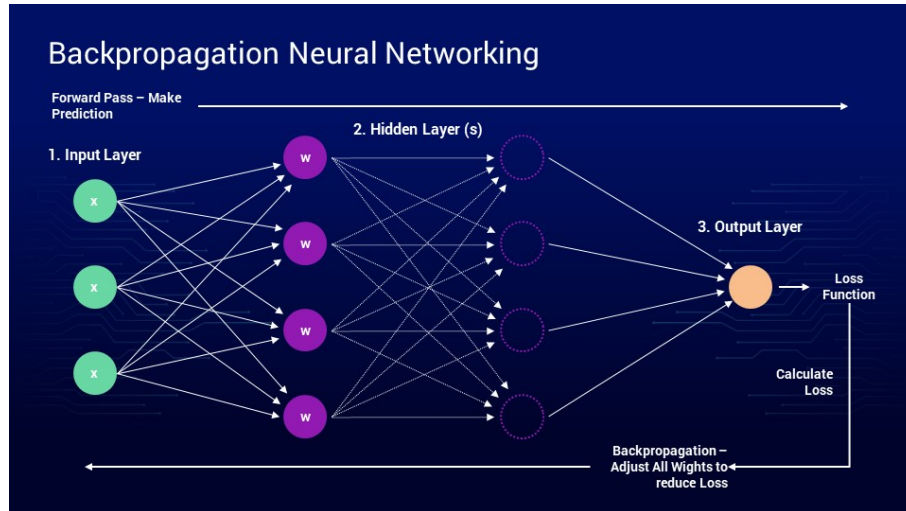 Backpropagation Neural Networking
Forward Pass – Make
Prediction
2. Hidden Layer (s)
1. Input Layer
w
x
3. Output Layer
w
x
Loss
Function
w
x
Calculate
Loss
w
Backpropagation –
Adjust All Wights to
reduce Loss